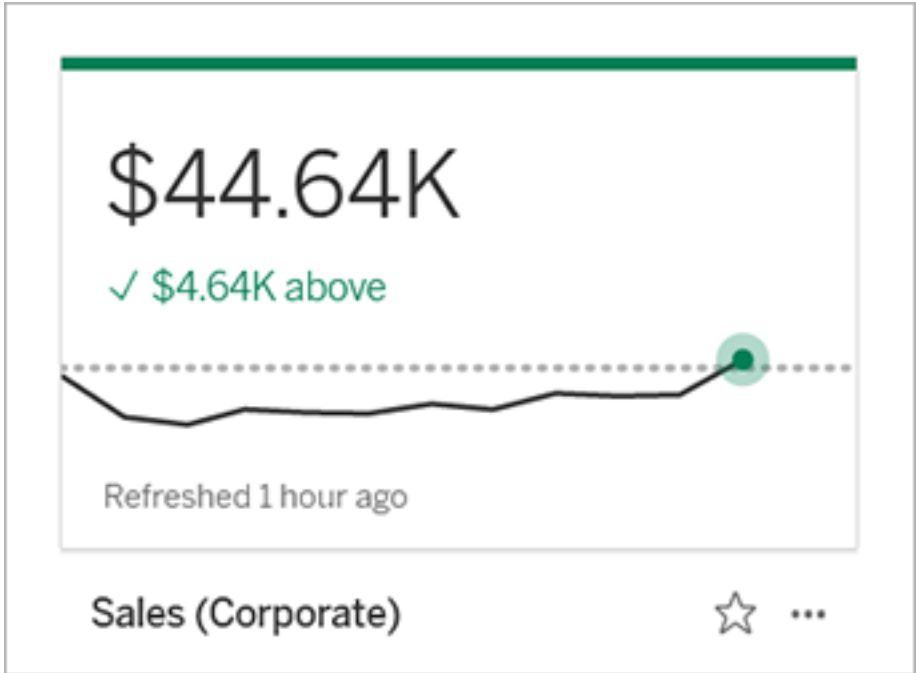 $44.64K
✓ $4.64K above
Refreshed 1 hour ago
Sales (Corporate)